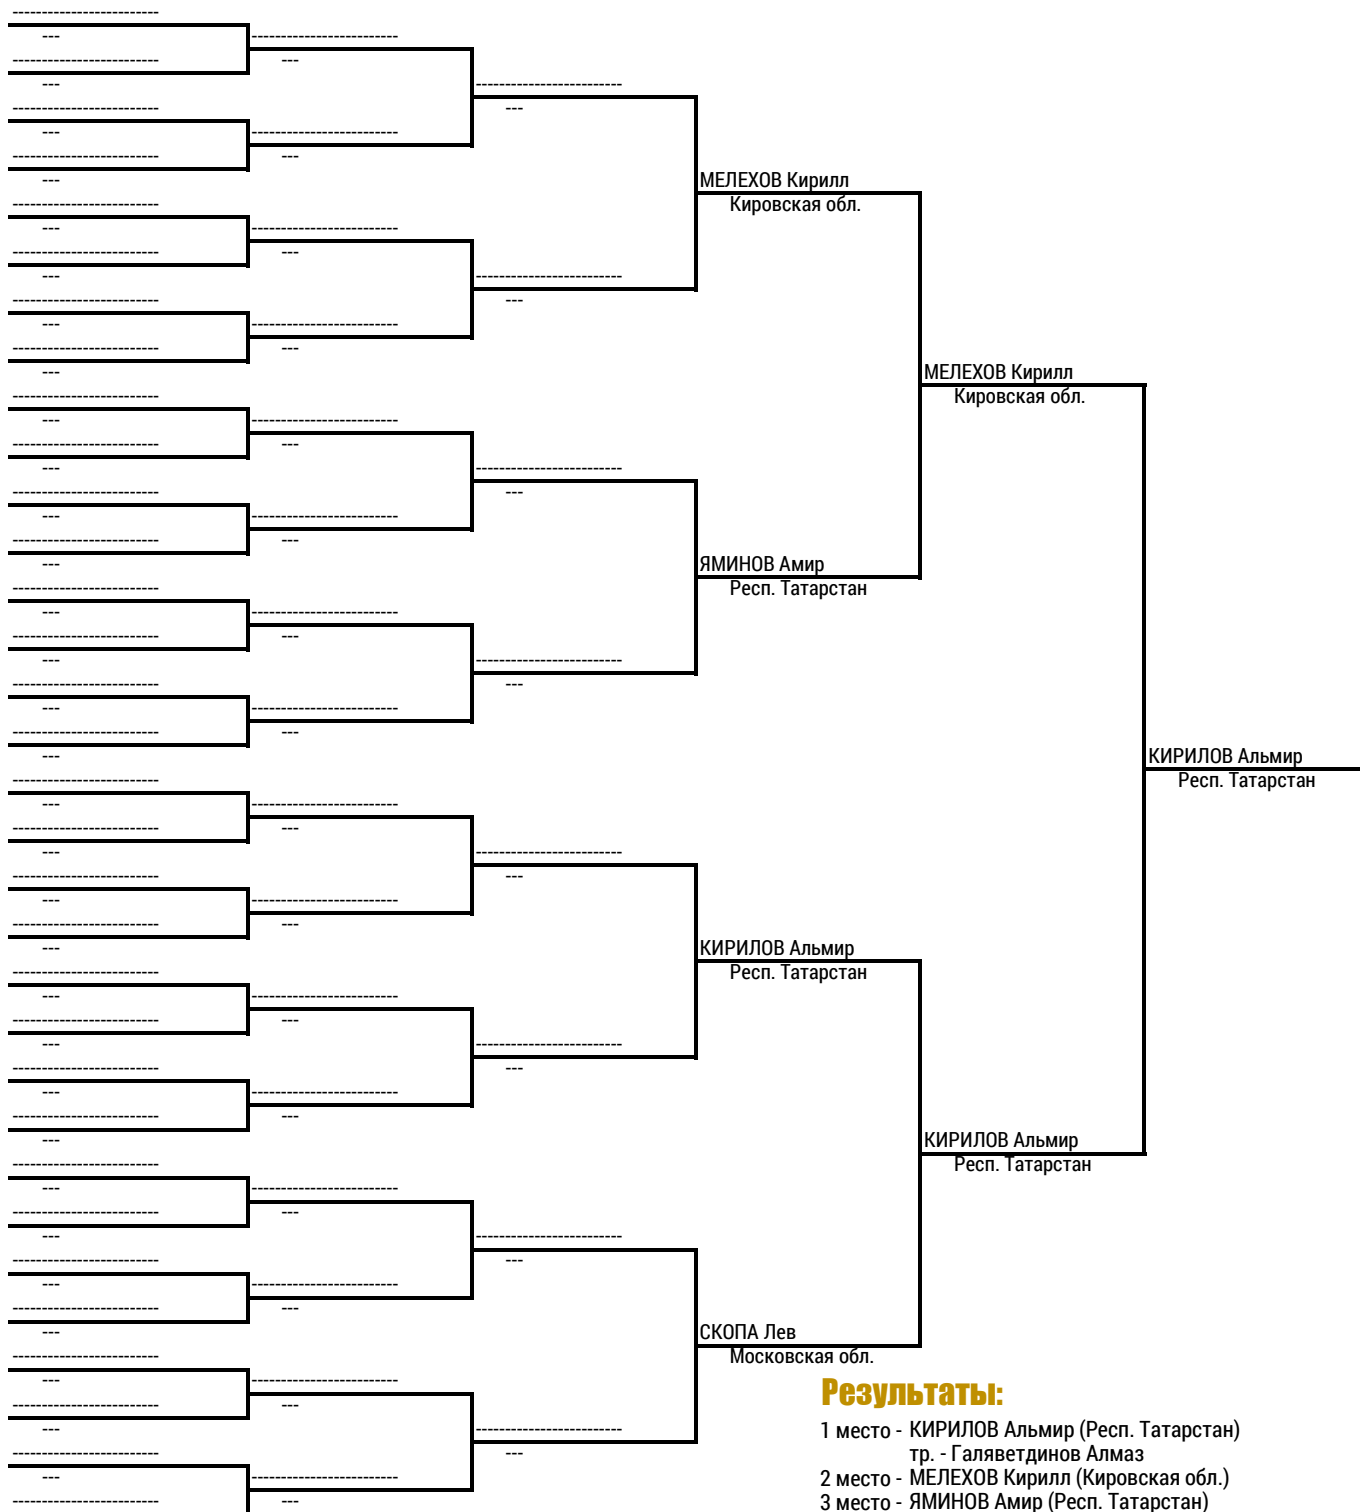 МЕЛЕХОВ Кирилл
Кировская обл.
ЯМИНОВ Амир
Респ. Татарстан
КИРИЛОВ Альмир
Респ. Татарстан
СКОПА Лев
Московская обл.
МЕЛЕХОВ Кирилл
Кировская обл.
КИРИЛОВ Альмир
Респ. Татарстан
КИРИЛОВ Альмир
Респ. Татарстан
Результаты:
1 место - КИРИЛОВ Альмир (Респ. Татарстан)
тр. - Галяветдинов Алмаз
2 место - МЕЛЕХОВ Кирилл (Кировская обл.)
3 место - ЯМИНОВ Амир (Респ. Татарстан)